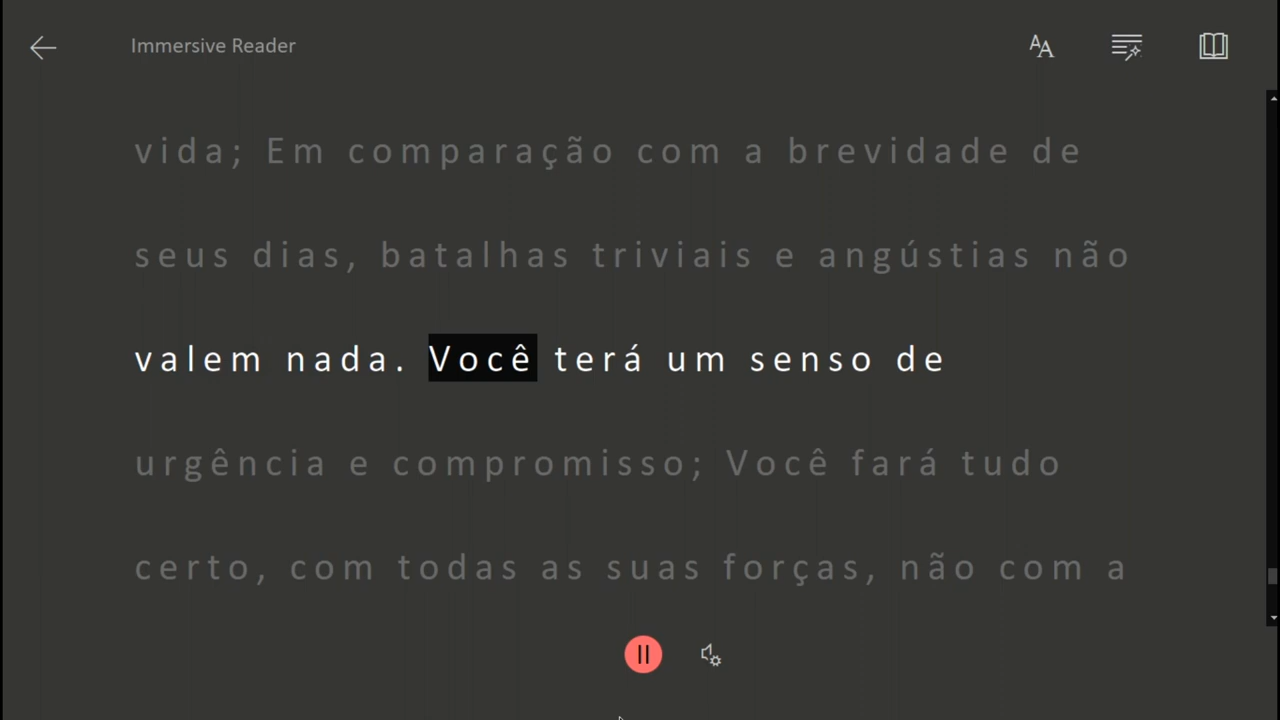 Immersive Reader
vida; Em comparação com a brevidade de
seus dias, batalhas triviais e angústias não
valem nada. Você terá um senso de
urgência e compromisso; Você fará tudo
certo, com todas as suas forças, não com a